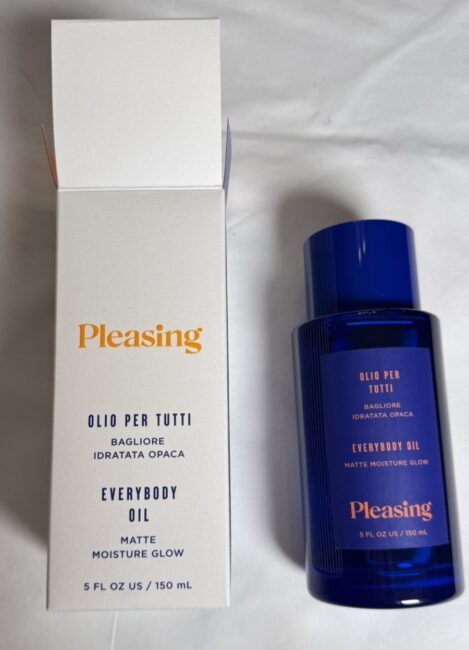 Pleasing
OLIO PER TUTTI
BAGLIORE
IDRATATA OPACA
EVERYBODY
OIL
MATTE
MOISTURE GLOW
5 FL OZ US / 150 mL
OLIO PER
TUTTI
BAGLIORE
IDRATATA OPACA
EVERYBODY OIL
MATTE MOISTURE GLOW
Pleasing
5 FL OZ US / 150 mL